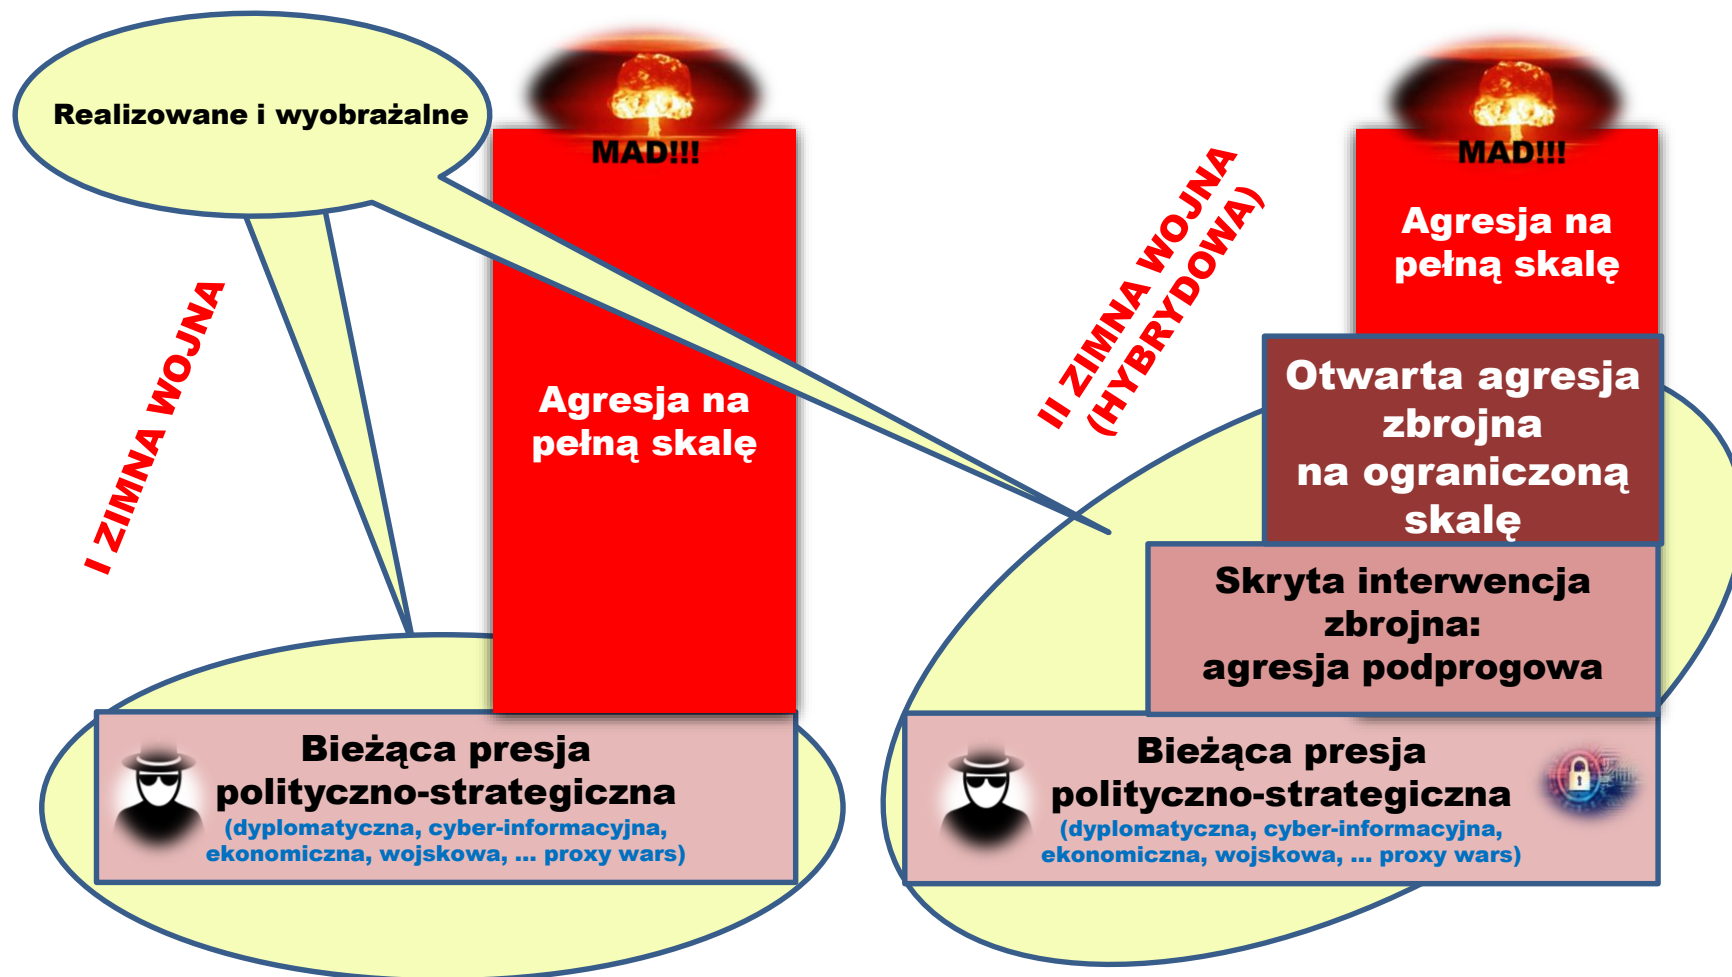 Realizowane i wyobrażalne
I ZIMNA WOJNA
MAD!!!
Agresja na
pełną skalę
Bieżąca presja
polityczno-strategiczna
(dyplomatyczna, cyber-informacyjna,
ekonomiczna, wojskowa, ... proxy wars)
II ZIMNA WOJNA
(HYBRYDOWA)
MAD!!!
Agresja na
pełną skalę
Otwarta agresja
zbrojna
na ograniczoną
skalę
Skryta interwencja
zbrojna:
agresja podprogowa
Bieżąca presja
polityczno-strategiczna
(dyplomatyczna, cyber-informacyjna,
ekonomiczna, wojskowa, ... proxy wars)